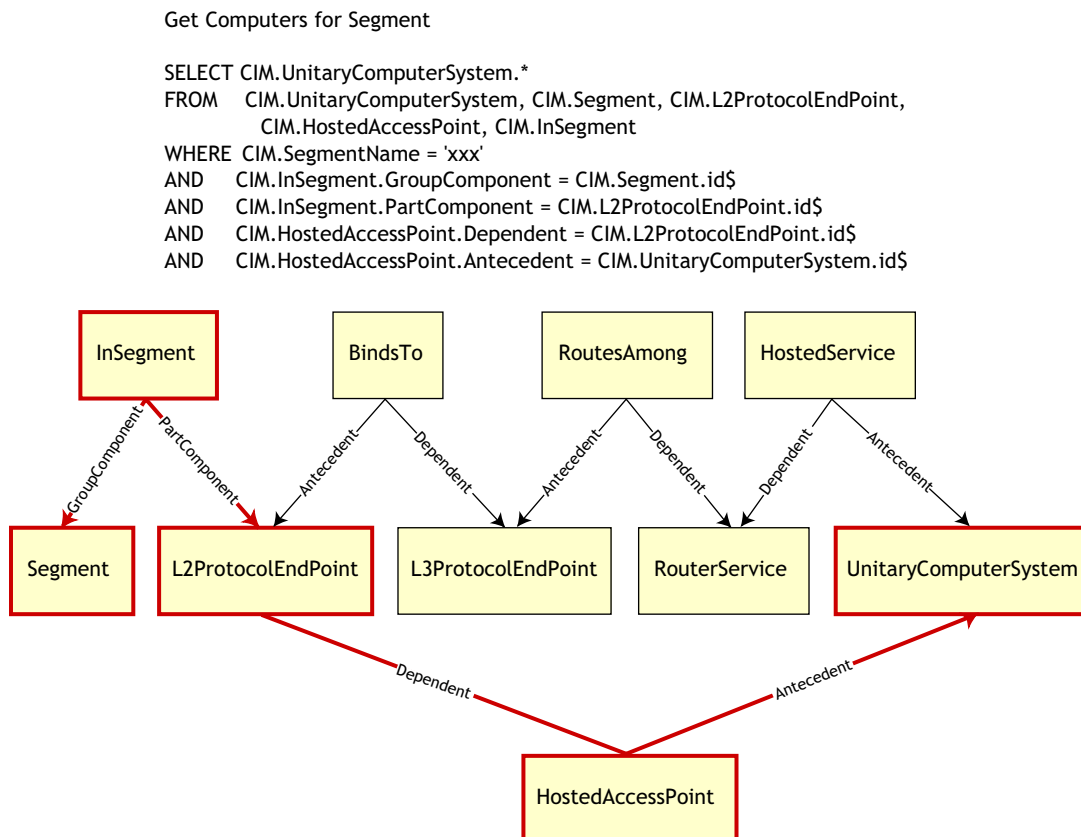 Get Computers for Segment
SELECT CIM.UnitaryComputerSystem.*
FROM CIM.UnitaryComputerSystem, CIM.Segment, CIM.L2ProtocolEndPoint,
CIM.HostedAccessPoint, CIM.InSegment
WHERE CIM.SegmentName = 'xxx'
AND CIM.InSegment.GroupComponent = CIM.Segment.id$
AND CIM.InSegment.PartComponent = CIM.L2ProtocolEndPoint.id$
AND CIM.HostedAccessPoint.Dependent = CIM.L2ProtocolEndPoint.id$
AND CIM.HostedAccessPoint.Antecedent = CIM.UnitaryComputerSystem.id$
InSegment
BindsTo
RoutesAmong
HostedService
GroupComponent
PartComponent
Antecedent
Dependent
Antecedent
Dependent
Dependent
Antecedent
Segment
L2ProtocolEndPoint
L3ProtocolEndPoint
RouterService
UnitaryComputerSystem
Dependent
Antecedent
HostedAccessPoint